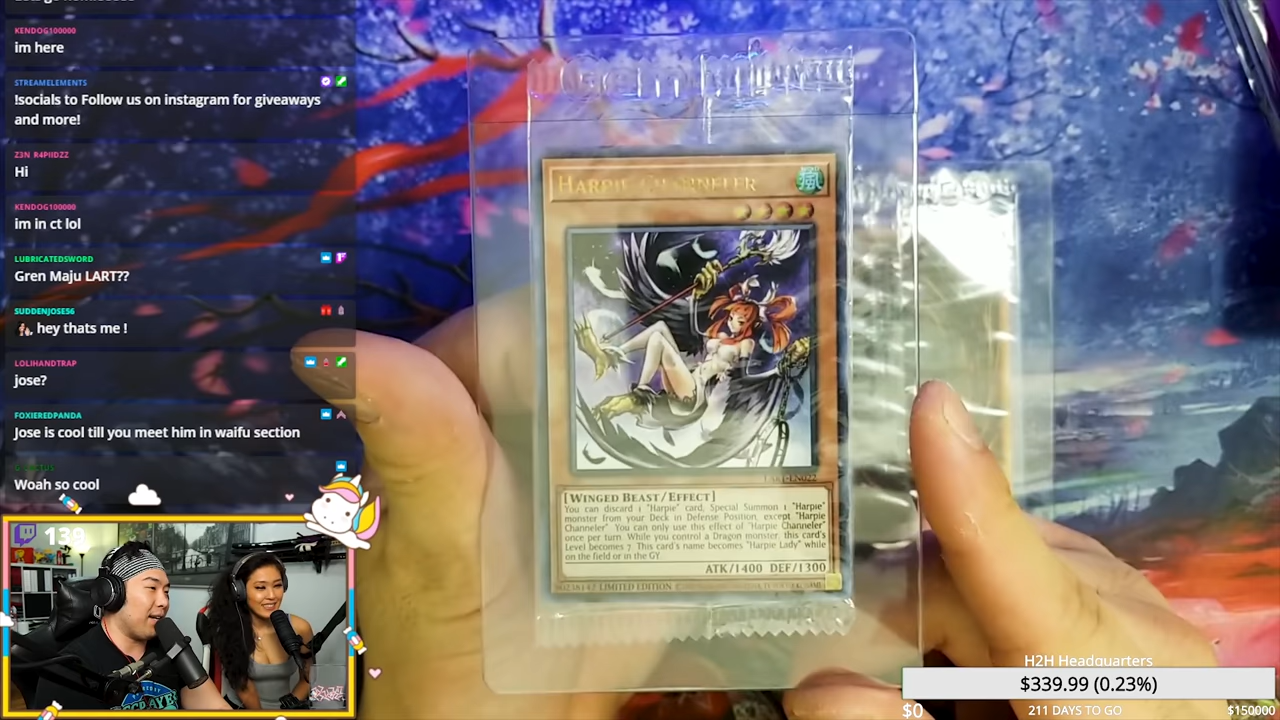 KENDOG100000
im here
STREAMELEMENTS
!socials to Follow us on instagram for giveaways
and more!
Z3N R4PIIDZZ
Hi
KENDOG100000
im in ct lol
LUBRICATEDSWORD
Gren Maju LART??
SUDDENJOSE56
hey thats me !
LOLIHANDTRAP
jose?
FOXIEREDPANDA
Jose is cool till you meet him in waifu section
Woah so cool
139
HARPIE CHANNELER
[WINGED BEAST/EFFECT]
You can discard 1 "Harpie" card, Special Summon 1 "Harpie"
monster from your Deck in Defense Position, except "Harpie
Channeler". You can only use this effect of "Harpie Channeler"
once per turn. While you control a Dragon monster, this card's
Level becomes 7. This card's name becomes "Harpie Lady" while
on the field or in the GY.
ATK/1400 DEF/1300
LIMITED EDITION
H2H Headquarters
$339.99 (0.23%)
$0
211 DAYS TO GO
$150000